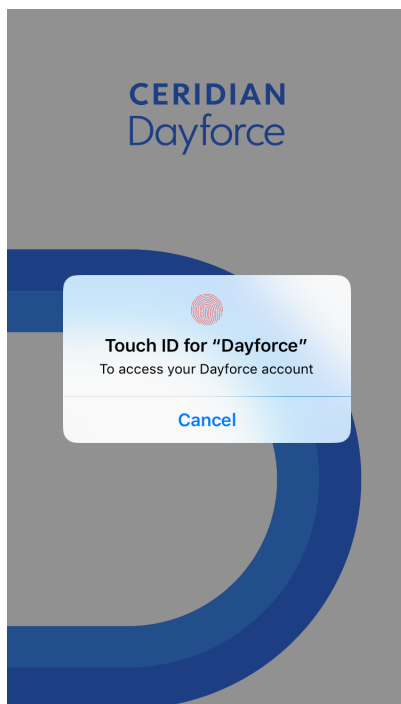 CERIDIAN
Dayforce
Touch ID for “Dayforce”
To access your Dayforce account
Cancel